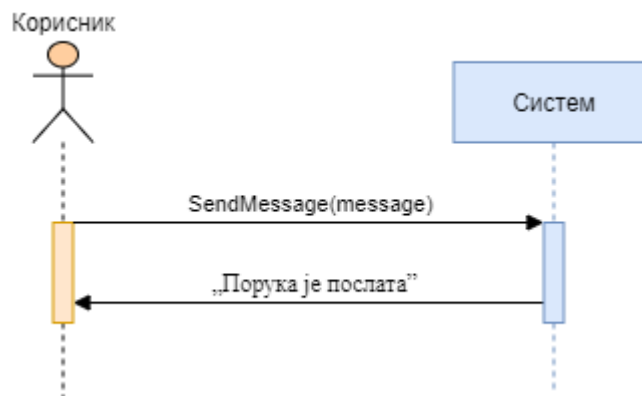 Корисник
Систем
SendMessage(message)
„Порука је послата”